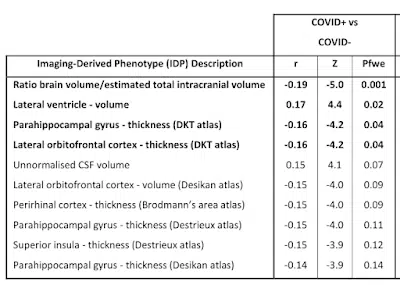 COVID+ vs
COVID-
Imaging-Derived Phenotype (IDP) Description r Z Pfwe
Ratio brain volume/estimated total intracranial volume -0.19 -5.0 0.001
Lateral ventricle - volume 0.17 4.4 0.02
Parahippocampal gyrus - thickness (DKT atlas) -0.16 -4.2 0.04
Lateral orbitofrontal cortex - thickness (DKT atlas) -0.16 -4.2 0.04
Unnormalised CSF volume 0.15 4.1 0.07
Lateral orbitofrontal cortex - volume (Desikan atlas) -0.15 -4.0 0.09
Perirhinal cortex - thickness (Brodmann's area atlas) -0.15 -4.0 0.09
Parahippocampal gyrus - thickness (Destrieux atlas) -0.15 -4.0 0.11
Superior insula - thickness (Destrieux atlas) -0.15 -3.9 0.12
Parahippocampal gyrus - thickness (Desikan atlas) -0.14 -3.9 0.14